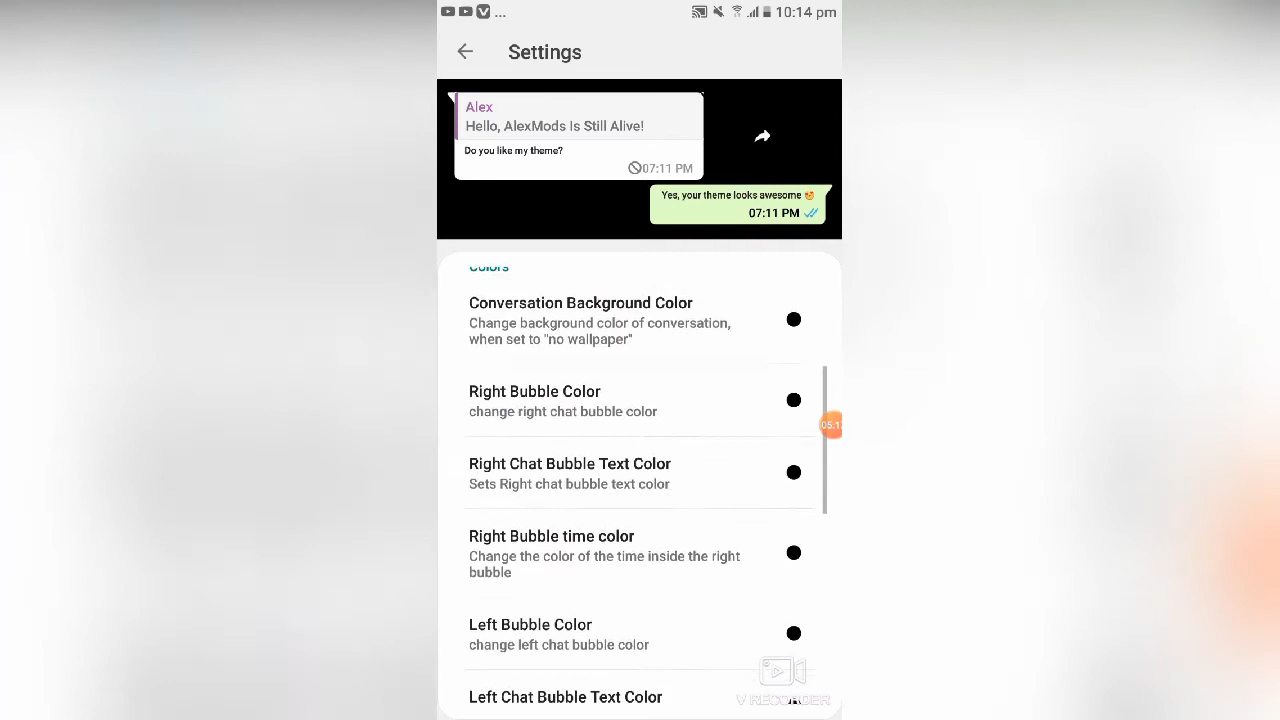 ... 10:14 pm
Settings
Alex
Hello, AlexMods Is Still Alive!
Do you like my theme?
07:11 PM
Yes, your theme looks awesome 🥰
07:11 PM
Colors
Conversation Background Color
Change background color of conversation,
when set to "no wallpaper"
Right Bubble Color
change right chat bubble color
05:1
Right Chat Bubble Text Color
Sets Right chat bubble text color
Right Bubble time color
Change the color of the time inside the right
bubble
Left Bubble Color
change left chat bubble color
Left Chat Bubble Text Color
V RECORDER